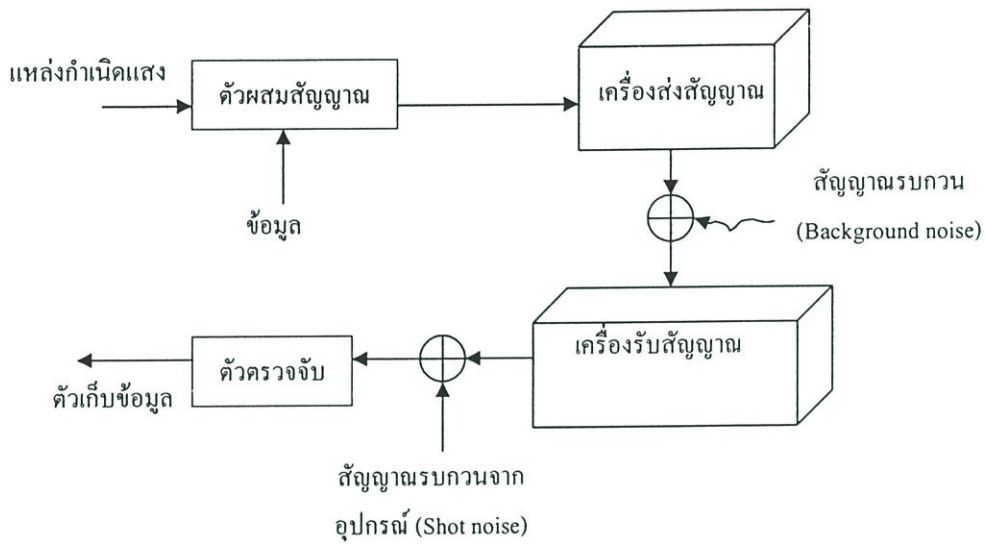 แหล่งกำเนิดแสง
ตัวผสมสัญญาณ
เครื่องส่งสัญญาณ
ข้อมูล
สัญญาณรบกวน
(Background noise)
เครื่องรับสัญญาณ
ตัวตรวจจับ
ตัวเก็บข้อมูล
สัญญาณรบกวนจาก
อุปกรณ์ (Shot noise)